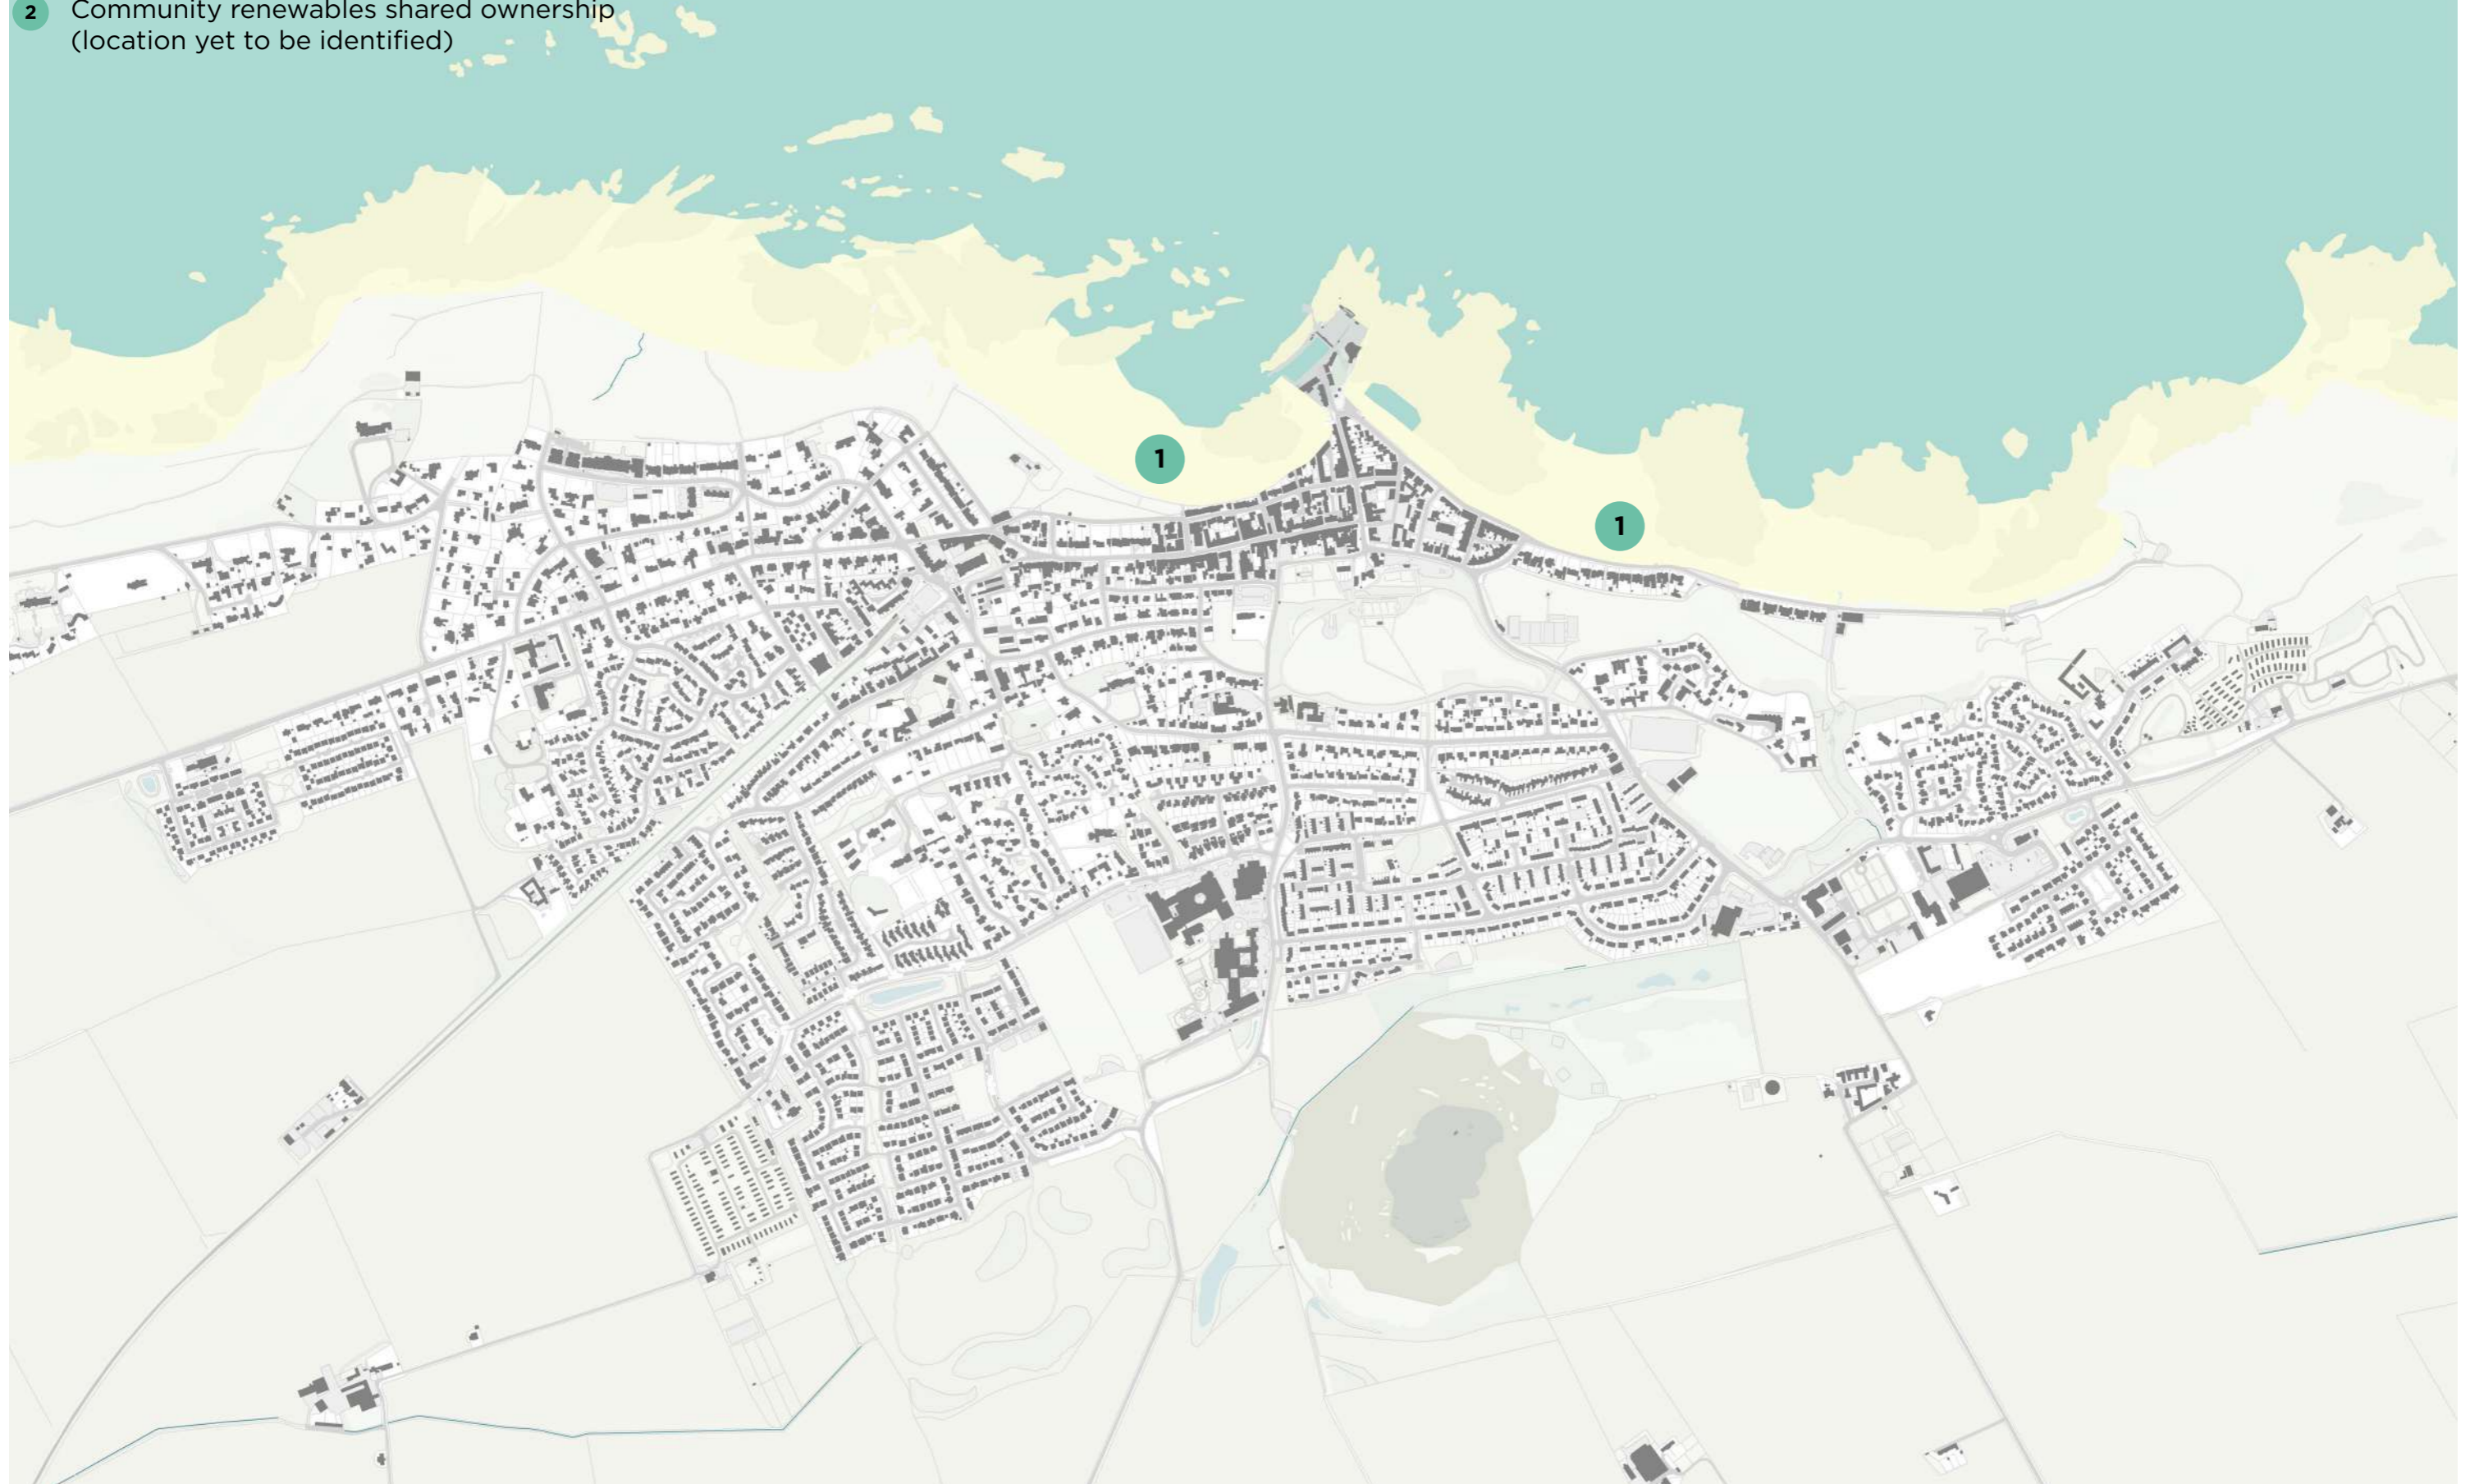 2 Community renewables shared ownership
(location yet to be identified)
1
1